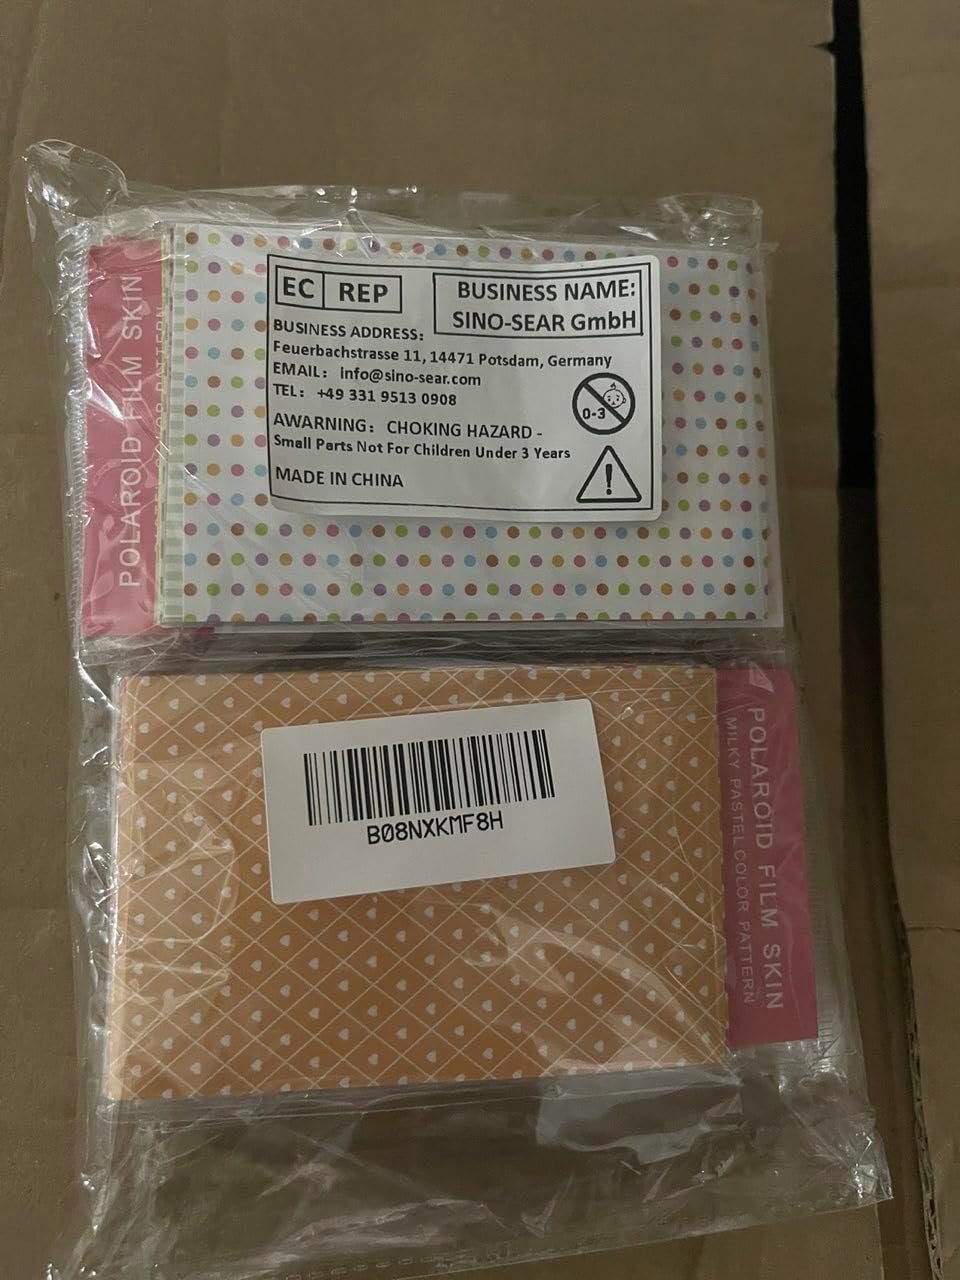 POLAROID FILM SKIN
EC REP
BUSINESS NAME:
SINO-SEAR GmbH
BUSINESS ADDRESS:
Feuerbachstrasse 11, 14471 Potsdam, Germany
EMAIL: info@sino-sear.com
TEL: +49 331 9513 0908
0-3
AWARNING: CHOKING HAZARD -
Small Parts Not For Children Under 3 Years
!
MADE IN CHINA
B08NXKMF8H
POLAROID FILM SKIN
MILKY PASTELCOLOR PATTERN